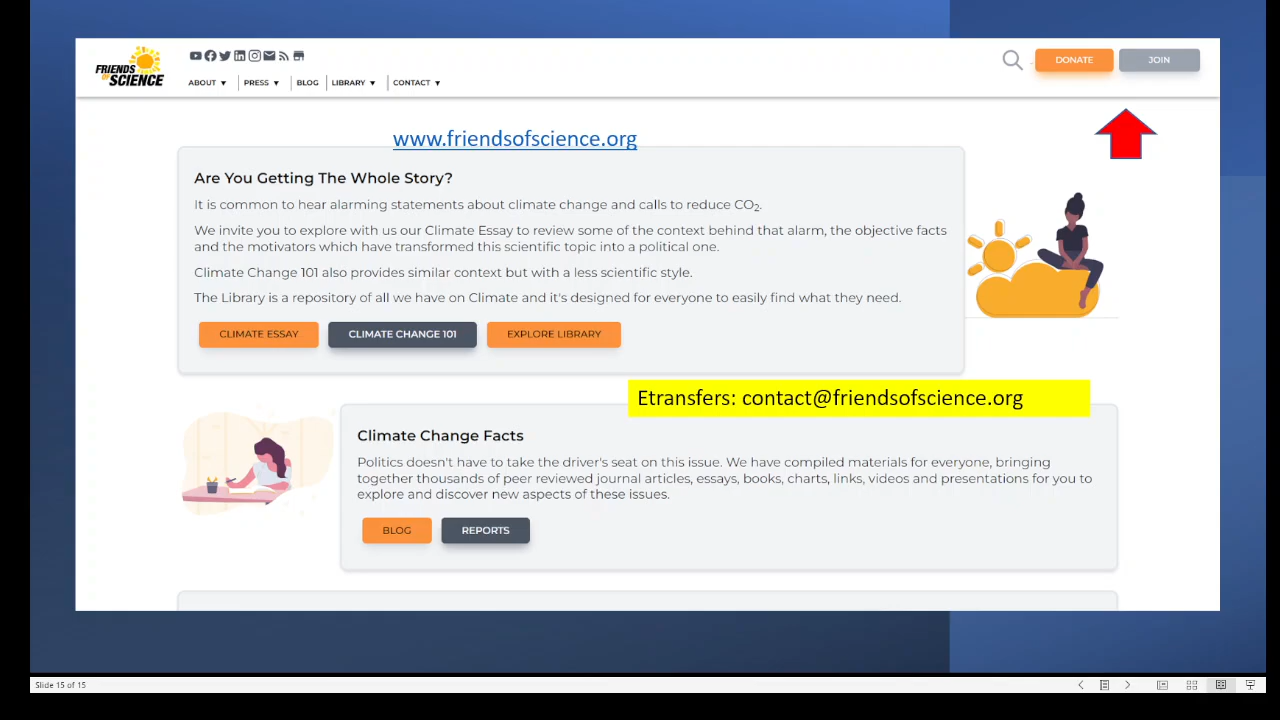 FRIENDS
OF SCIENCE
ABOUT ▼ PRESS ▼ BLOG LIBRARY ▼ CONTACT ▼
DONATE JOIN
www.friendsofscience.org
Are You Getting The Whole Story?
It is common to hear alarming statements about climate change and calls to reduce CO₂.
We invite you to explore with us our Climate Essay to review some of the context behind that alarm, the objective facts
and the motivaters which have transformed this scientific topic into a political one.
Climate Change 101 also provides similar context but with a less scientific style.
The Library is a repository of all we have on Climate and it's designed for everyone to easily find what they need.
CLIMATE ESSAY CLIMATE CHANGE 101 EXPLORE LIBRARY
Etransfers: contact@friendsofscience.org
Climate Change Facts
Politics doesn't have to take the driver's seat on this issue. We have compiled materials for everyone, bringing
together thousands of peer reviewed journal articles, essays, books, charts, links, videos and presentations for you to
explore and discover new aspects of these issues.
BLOG REPORTS
Slide 15 of 15